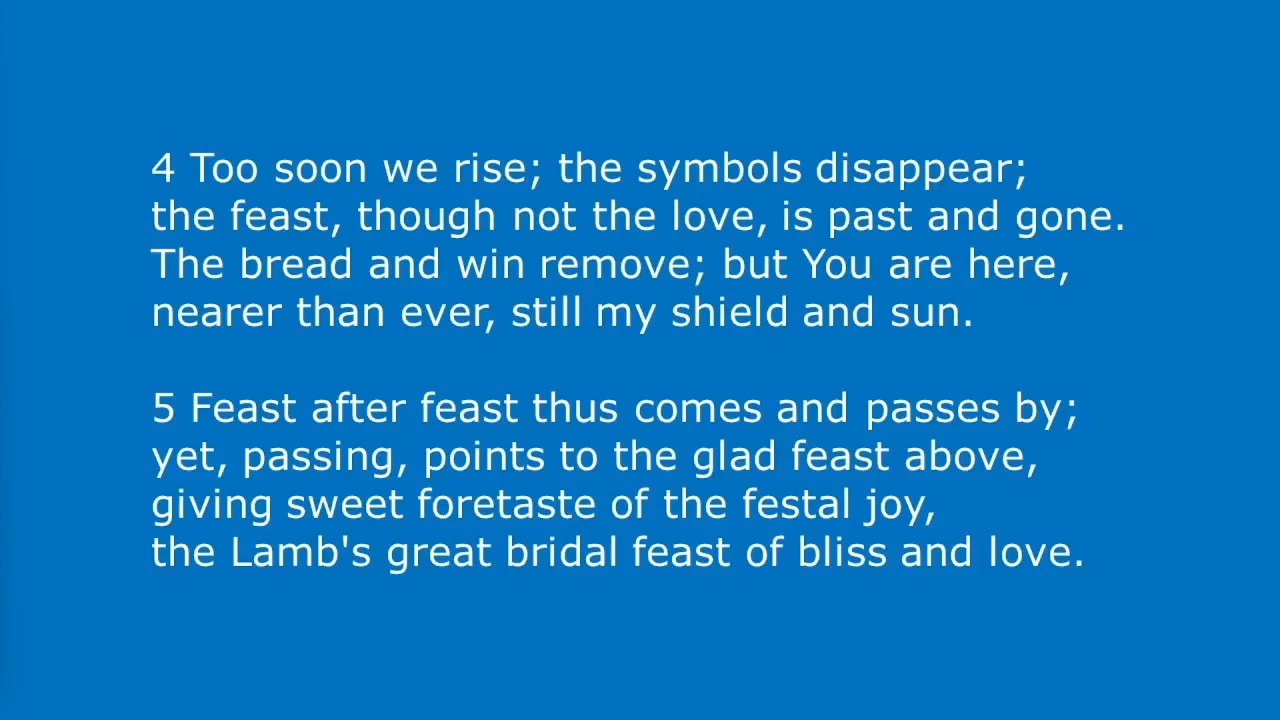 4 Too soon we rise; the symbols disappear;
the feast, though not the love, is past and gone.
The bread and win remove; but You are here,
nearer than ever, still my shield and sun.
5 Feast after feast thus comes and passes by;
yet, passing, points to the glad feast above,
giving sweet foretaste of the festal joy,
the Lamb's great bridal feast of bliss and love.